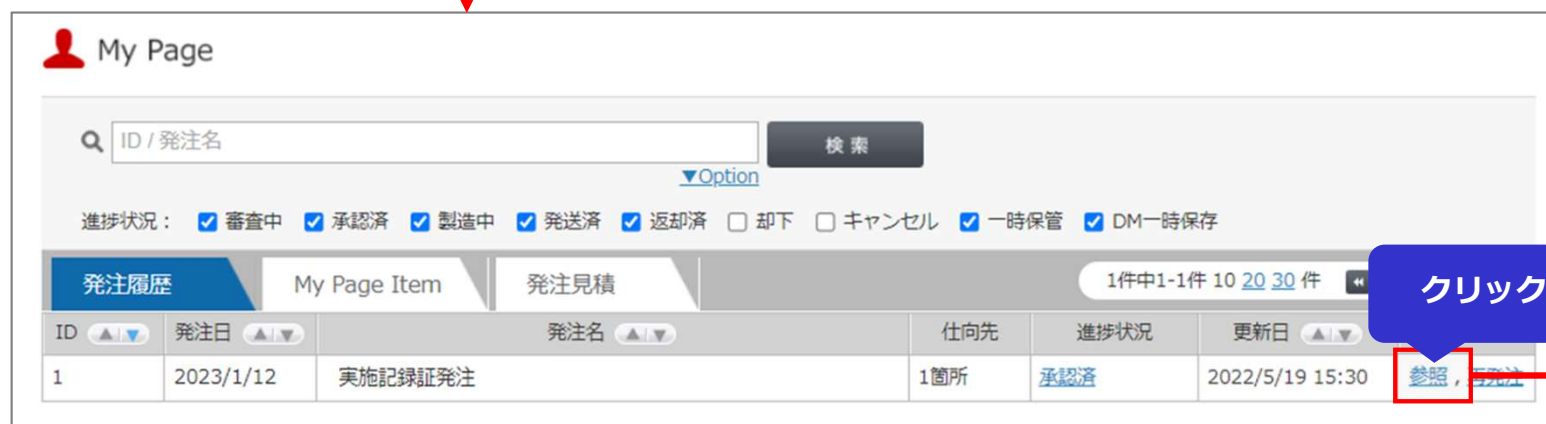 My Page
ID / 発注名
検索
▼Option
進捗状況： 審査中 承認済 製造中 発送済 返却済 却下 キャンセル 一時保管 DM一時保存
発注履歴 My Page Item 発注見積 1件中1-1件 10 20 30 件
クリック
ID 発注日 発注名 仕向先 進捗状況 更新日
1 2023/1/12 実施記録証発注 1箇所 承認済 2022/5/19 15:30 参照 , 再発注